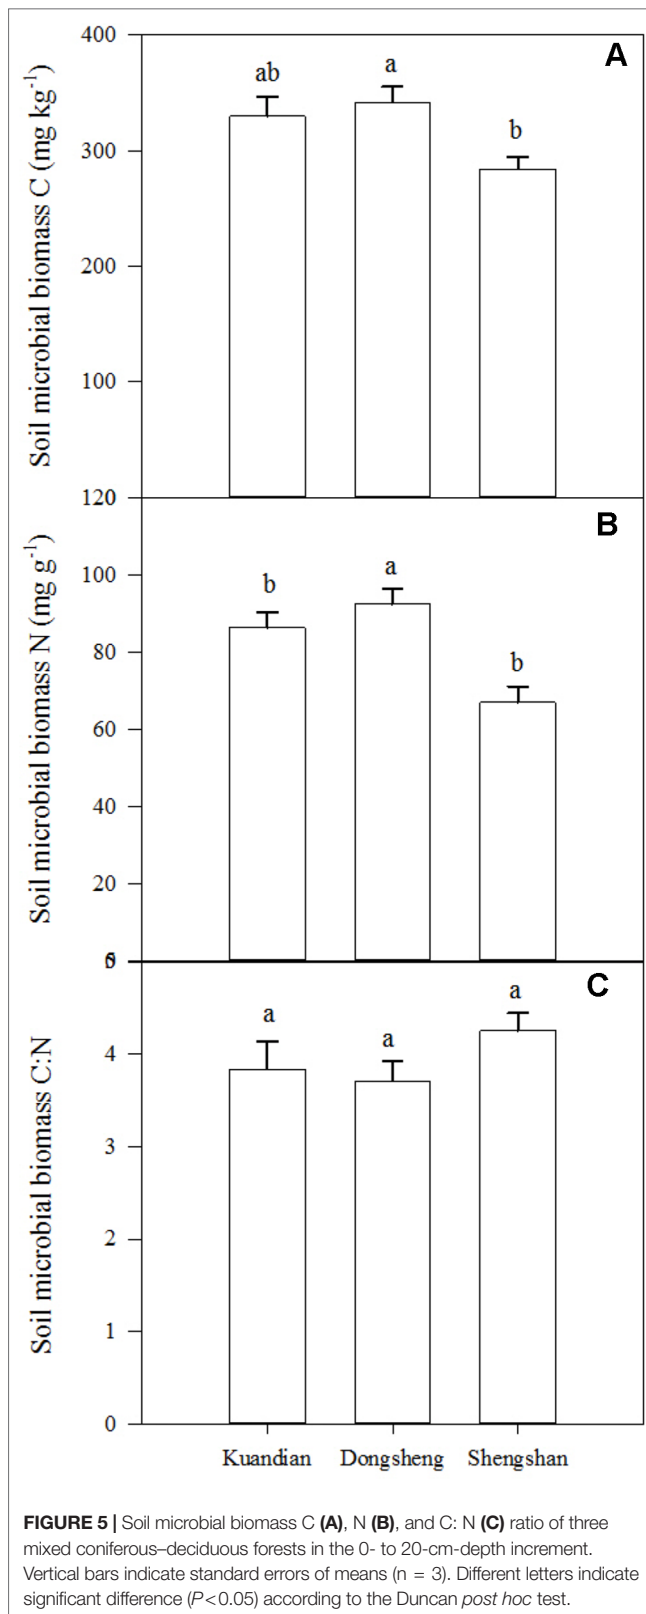 400
A
ab
a
b
300
200
100
Soil microbial biomass C (mg kg-1)
120
B
b
a
b
100
80
60
40
20
Soil microbial biomass N (mg g-1)
C
a
a
a
4
3
2
1
0
Soil microbial biomass C:N
Kuandian Dongsheng Shengshan
FIGURE 5 | Soil microbial biomass C (A), N (B), and C: N (C) ratio of three
mixed coniferous–deciduous forests in the 0- to 20-cm-depth increment.
Vertical bars indicate standard errors of means (n = 3). Different letters indicate
significant difference (P<0.05) according to the Duncan post hoc test.